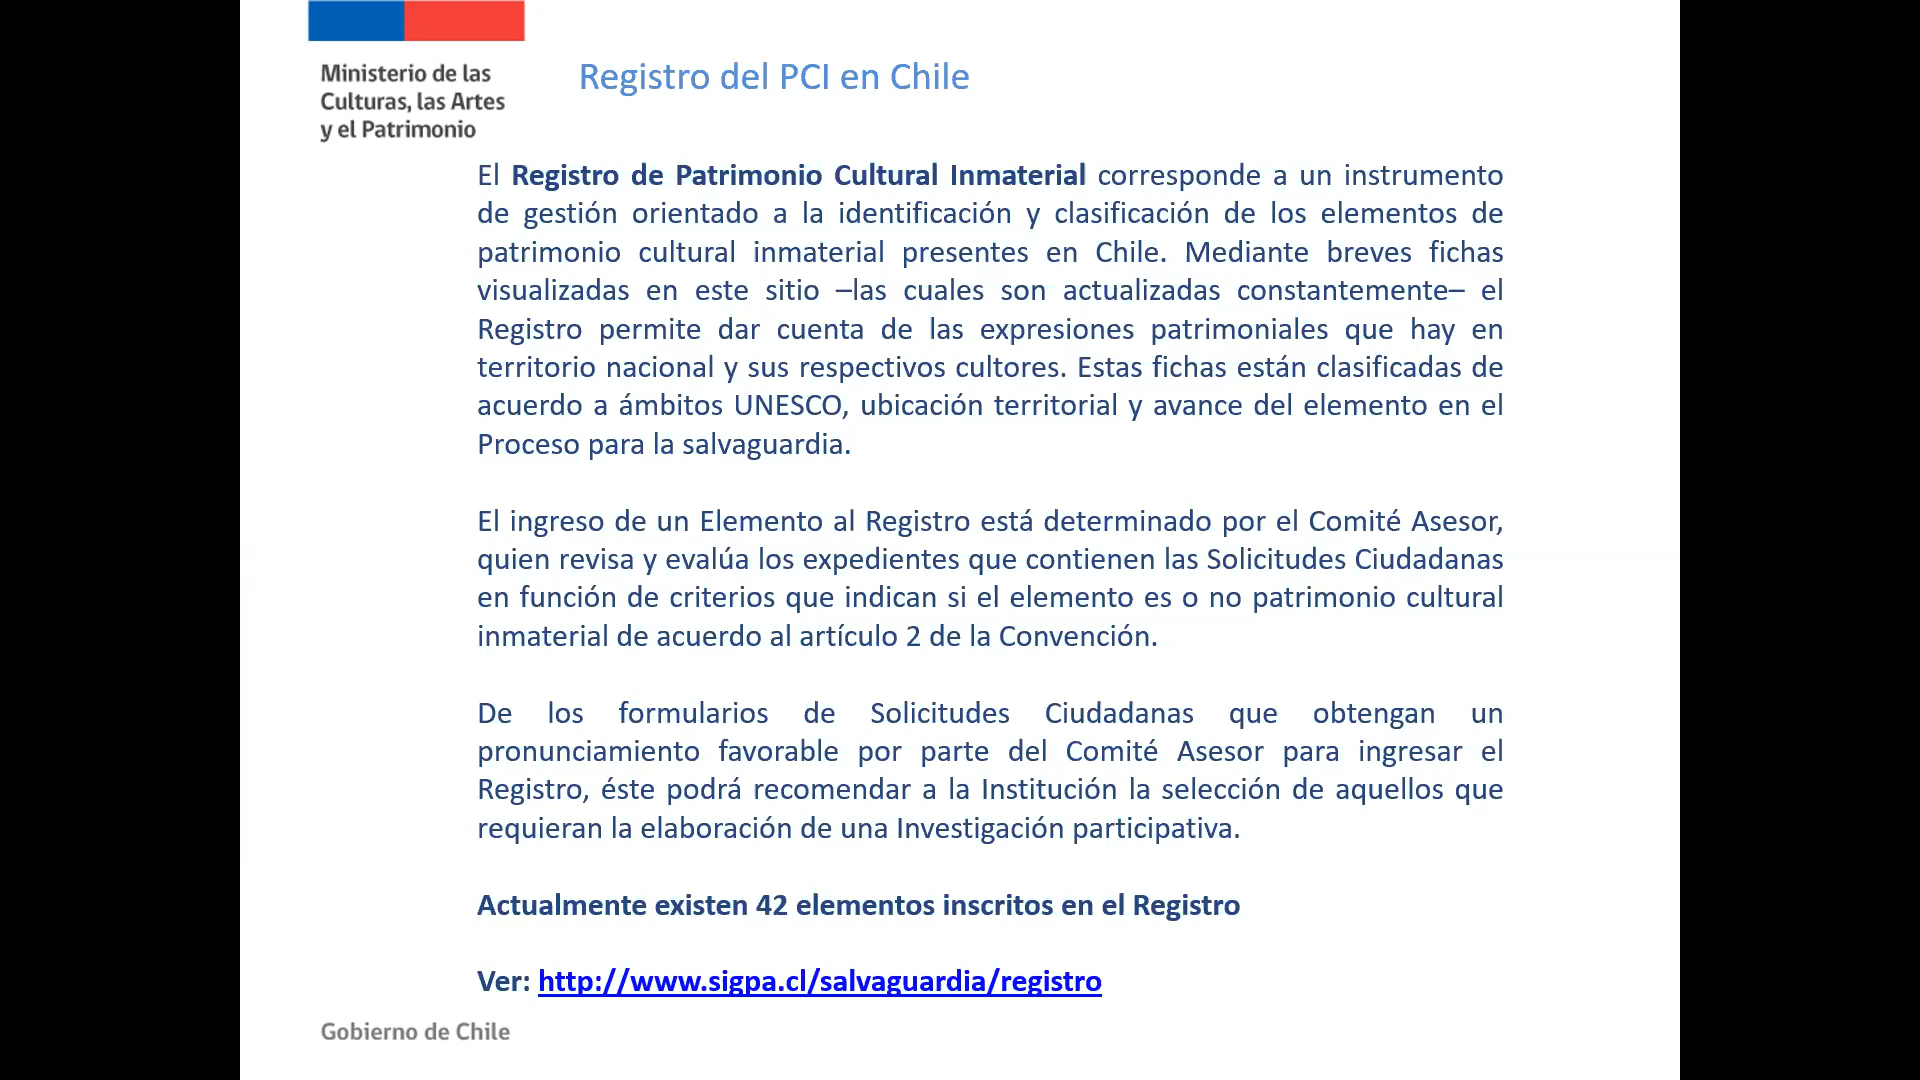 Ministerio de las
Culturas, las Artes
y el Patrimonio
Registro del PCI en Chile
El Registro de Patrimonio Cultural Inmaterial corresponde a un instrumento
de gestión orientado a la identificación y clasificación de los elementos de
patrimonio cultural inmaterial presentes en Chile. Mediante breves fichas
visualizadas en este sitio –las cuales son actualizadas constantemente– el
Registro permite dar cuenta de las expresiones patrimoniales que hay en
territorio nacional y sus respectivos cultores. Estas fichas están clasificadas de
acuerdo a ámbitos UNESCO, ubicación territorial y avance del elemento en el
Proceso para la salvaguardia.
El ingreso de un Elemento al Registro está determinado por el Comité Asesor,
quien revisa y evalúa los expedientes que contienen las Solicitudes Ciudadanas
en función de criterios que indican si el elemento es o no patrimonio cultural
inmaterial de acuerdo al artículo 2 de la Convención.
De los formularios de Solicitudes Ciudadanas que obtengan un
pronunciamiento favorable por parte del Comité Asesor para ingresar el
Registro, éste podrá recomendar a la Institución la selección de aquellos que
requieran la elaboración de una Investigación participativa.
Actualmente existen 42 elementos inscritos en el Registro
Ver: http://www.sigpa.cl/salvaguardia/registro
Gobierno de Chile